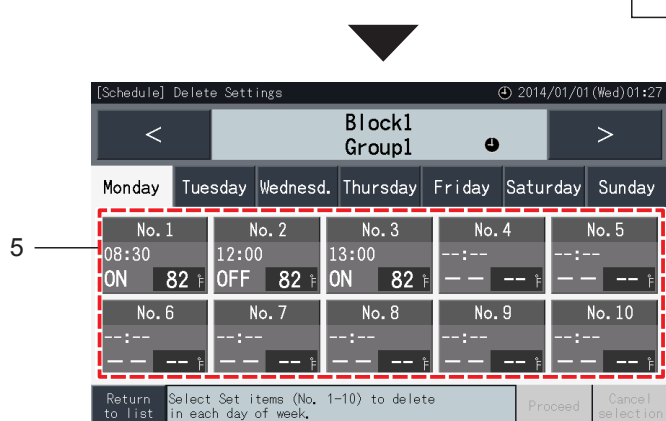 [Schedule] Delete Settings 2014/01/01(Wed)01:27
< Block1 >
Group1
Monday Tuesday Wednesd. Thursday Friday Saturday Sunday
5
No.1 No.2 No.3 No.4 No.5
08:30 12:00 13:00 --:-- --:--
ON 82°F OFF 82°F ON 82°F -- --°F -- --°F
No.6 No.7 No.8 No.9 No.10
--:-- --:-- --:-- --:-- --:--
-- --°F -- --°F -- --°F -- --°F -- --°F
Return Select Set items (No. 1-10) to delete Proceed Cancel
to list in each day of week. selection